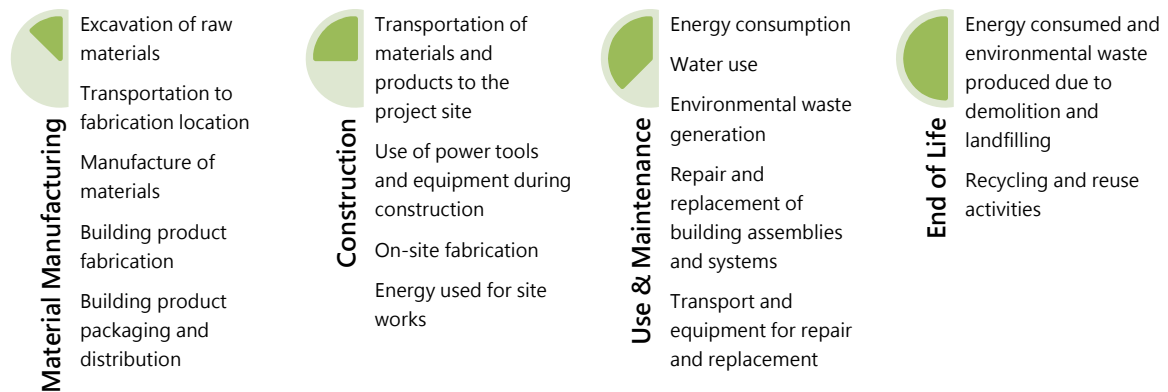 Material Manufacturing
Excavation of raw
materials
Transportation to
fabrication location
Manufacture of
materials
Building product
fabrication
Building product
packaging and
distribution
Construction
Transportation of
materials and
products to the
project site
Use of power tools
and equipment during
construction
On-site fabrication
Energy used for site
works
Use & Maintenance
Energy consumption
Water use
Environmental waste
generation
Repair and
replacement of
building assemblies
and systems
Transport and
equipment for repair
and replacement
End of Life
Energy consumed and
environmental waste
produced due to
demolition and
landfilling
Recycling and reuse
activities